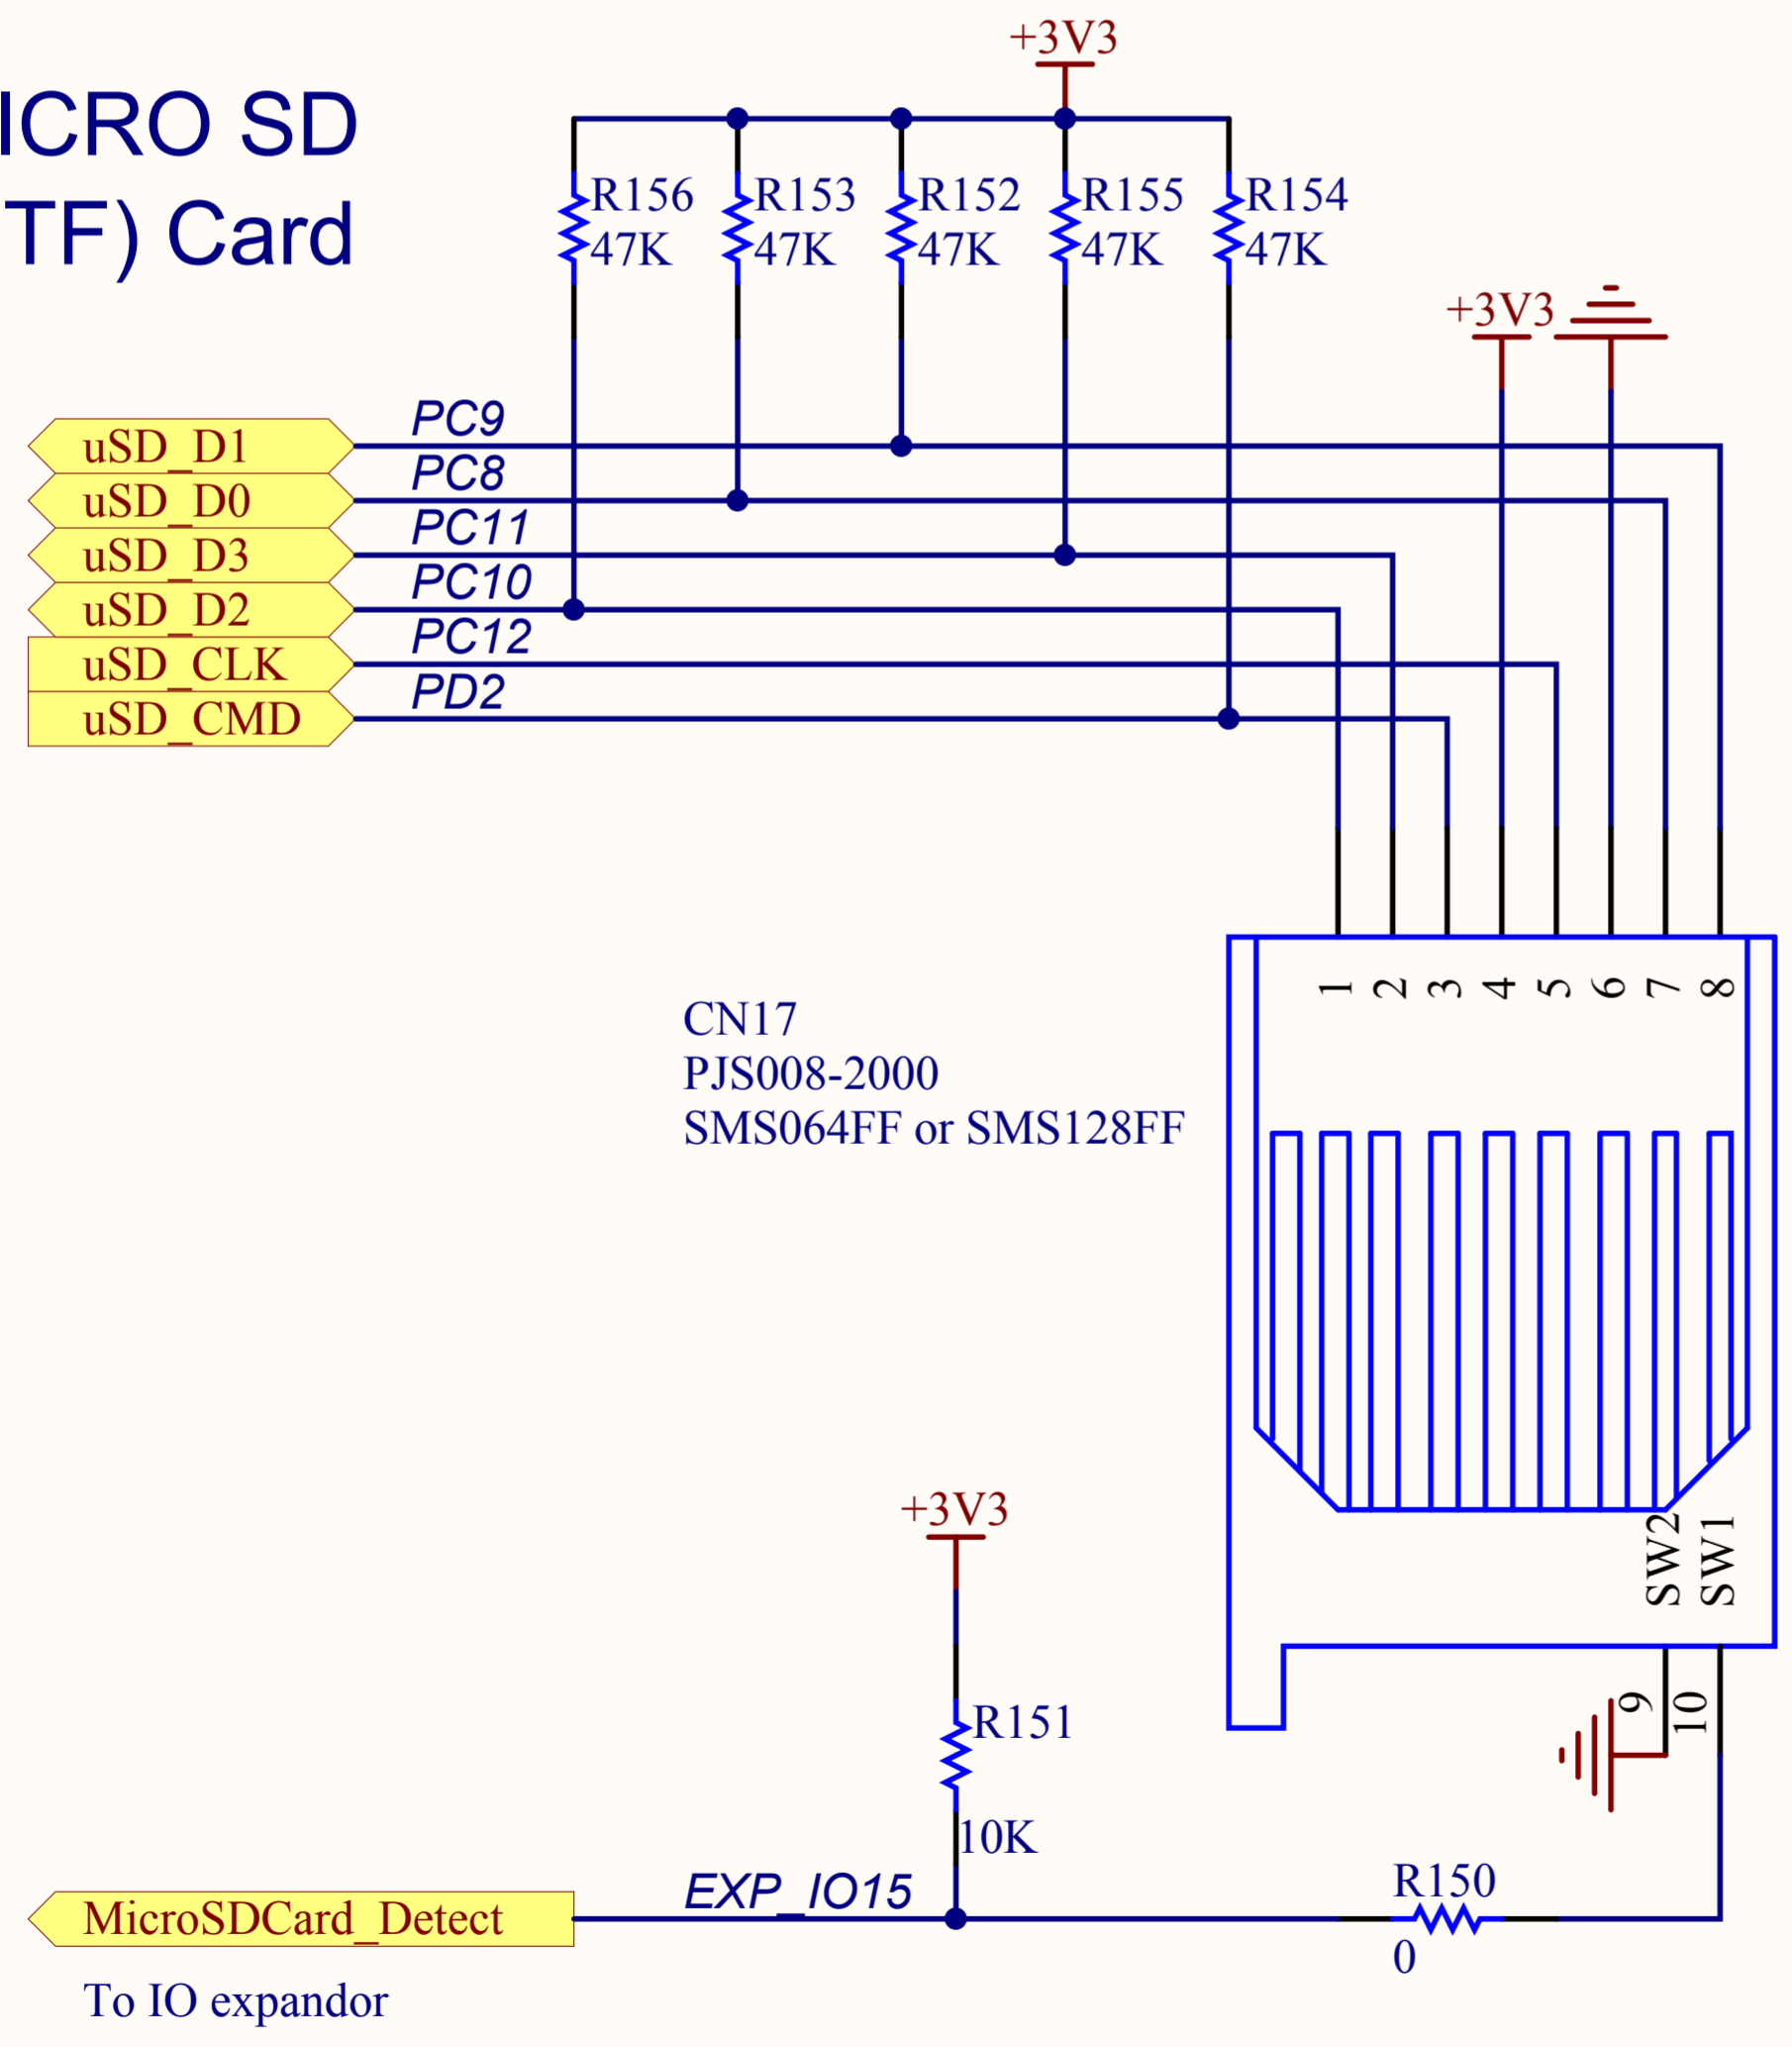 +3V3
ICRO SD
TF) Card
R156
47K
R153
47K
R152
47K
R155
47K
R154
47K
+3V3
uSD_D1
PC9
uSD_D0
PC8
uSD_D3
PC11
uSD_D2
PC10
uSD_CLK
PC12
uSD_CMD
PD2
1
2
3
4
5
6
7
8
CN17
PJS008-2000
SMS064FF or SMS128FF
SW2
SW1
+3V3
9
10
R151
10K
R150
0
EXP_IO15
MicroSDCard_Detect
To IO expandor